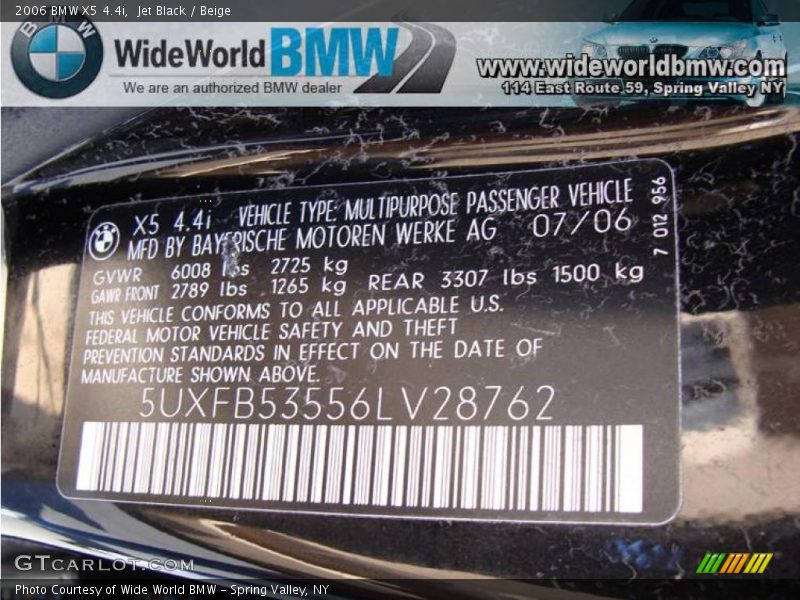 2006 BMW X5 4.4i,  Jet Black / Beige
BMW
WideWorld BMW
We are an authorized BMW dealer
www.wideworldbmw.com
114 East Route 59, Spring Valley NY
X5 4.4i VEHICLE TYPE: MULTIPURPOSE PASSENGER VEHICLE
MFD BY BAYERISCHE MOTOREN WERKE AG 07/06
7 012 956
GVWR 6008 lbs 2725 kg
GAWR FRONT 2789 lbs 1265 kg REAR 3307 lbs 1500 kg
THIS VEHICLE CONFORMS TO ALL APPLICABLE U.S.
FEDERAL MOTOR VEHICLE SAFETY AND THEFT
PREVENTION STANDARDS IN EFFECT ON THE DATE OF
MANUFACTURE SHOWN ABOVE.
5UXFB53556LV28762
GTCARLOT.COM
Photo Courtesy of Wide World BMW - Spring Valley, NY